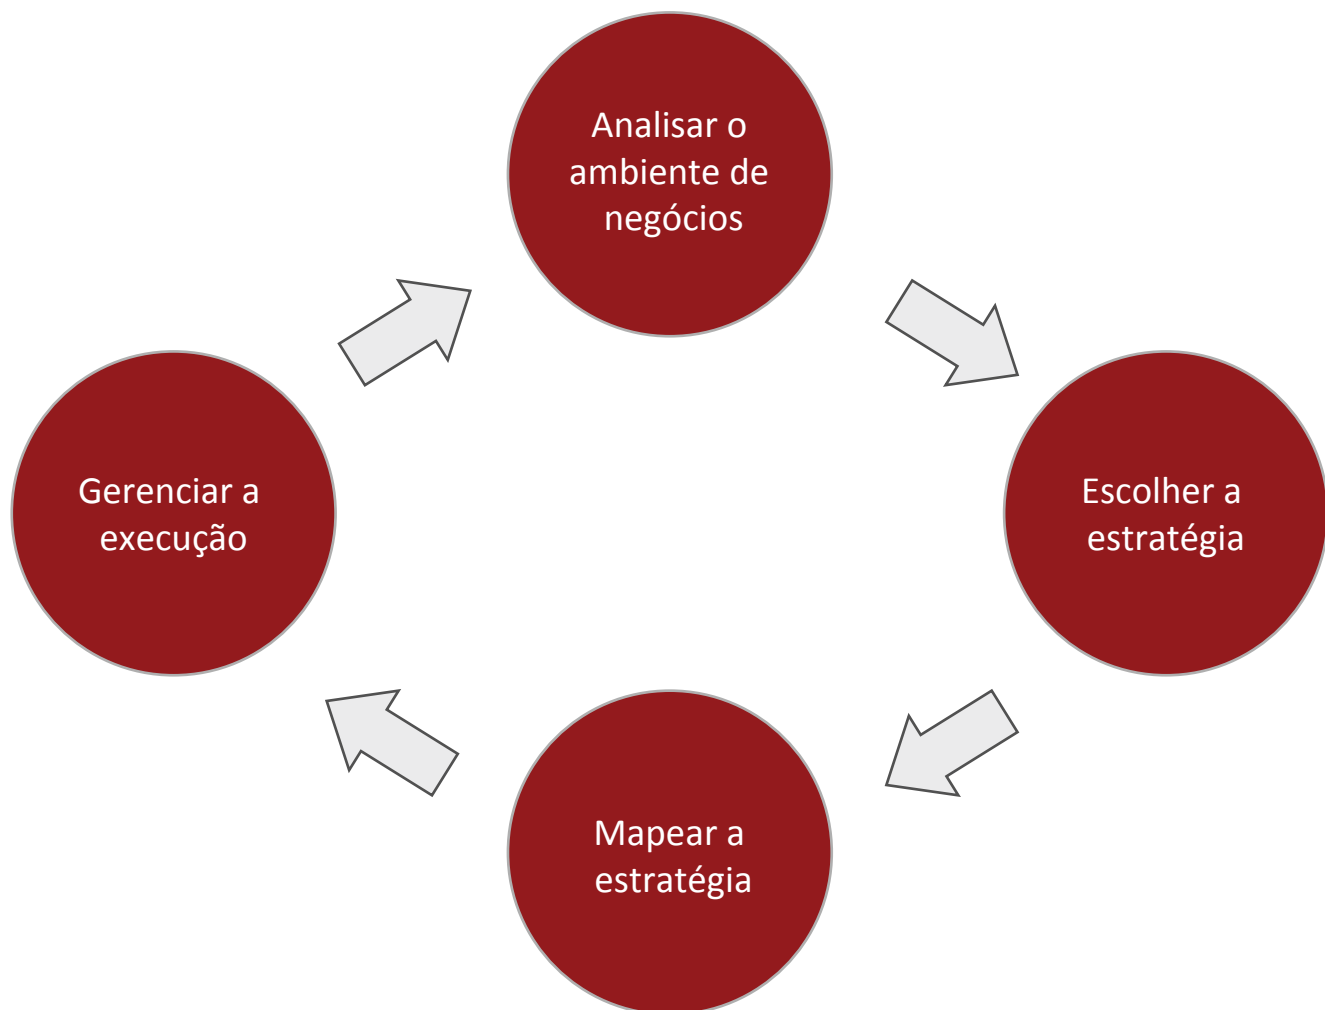 Analisar o
ambiente de
negócios
Gerenciar a
execução
Escolher a
estratégia
Mapear a
estratégia